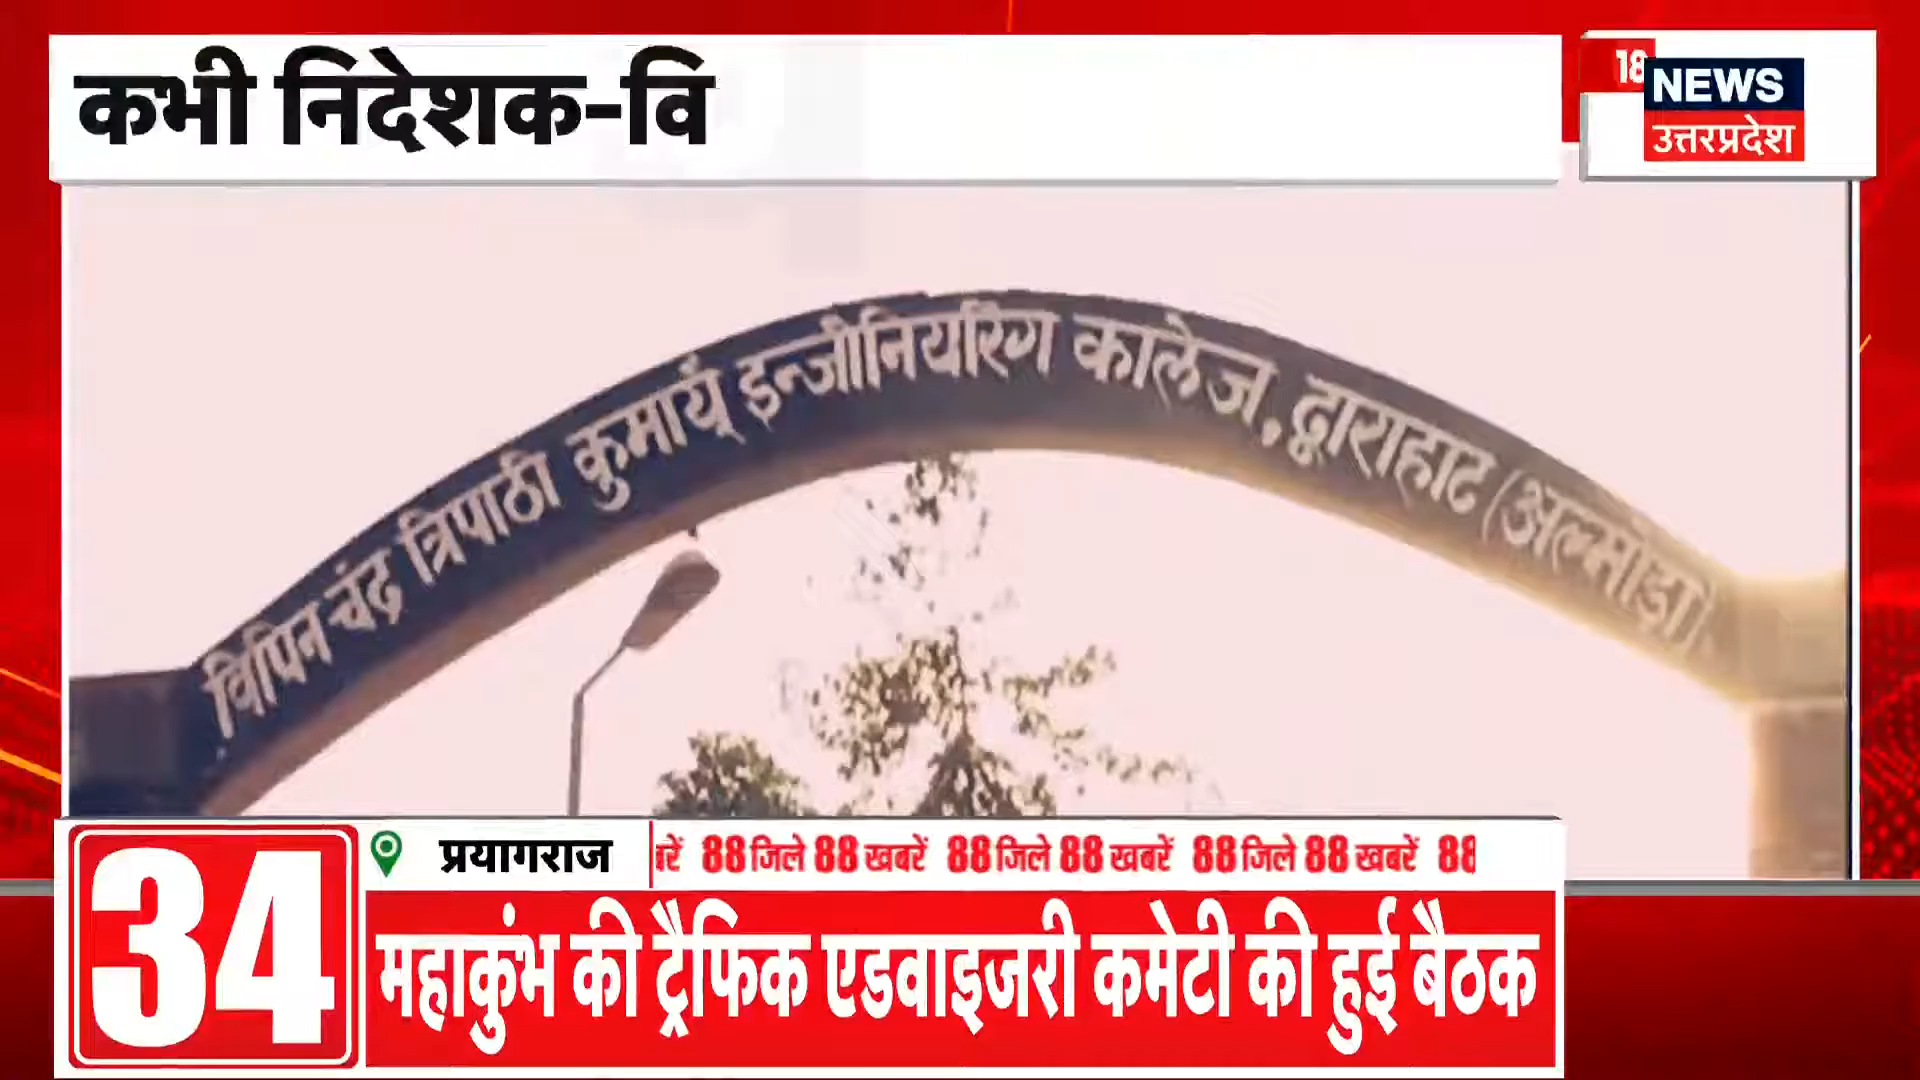 कभी निदेशक-वि
18
NEWS
उत्तरप्रदेश
विपिन चंद्र त्रिपाठी कुमायूँ इन्जीनियरिंग कालेज, द्वाराहाट (अल्मोड़ा)
34
प्रयागराज
88 जिले 88 खबरें 88 जिले 88 खबरें 88 जिले 88 खबरें 88
महाकुंभ की ट्रैफिक एडवाइजरी कमेटी की हुई बैठक